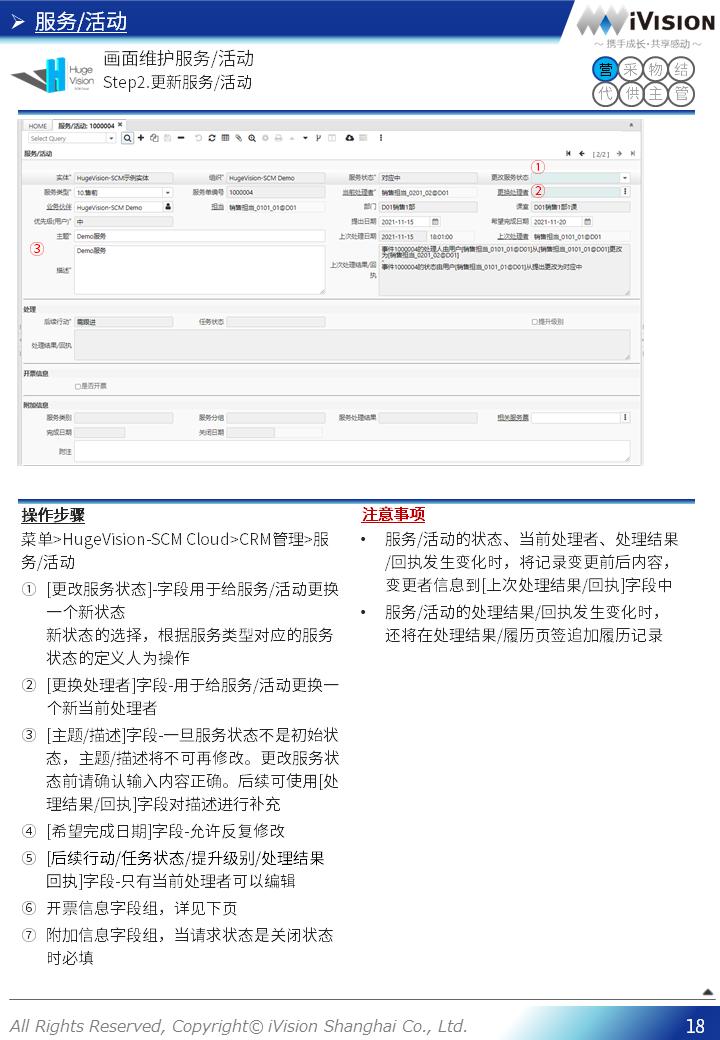 ➢ 服务/活动
iVision
～ 携手成长·共享感动 ～
Huge
Vision
SCM Cloud
画面维护服务/活动
Step2.更新服务/活动
营 采 物 结
代 供 主 管
HOME 服务/活动: 1000004 ×
Select Query
服务/活动 [2/2]
实体* HugeVision-SCM示例实体 组织* HugeVision-SCM Demo 服务状态* 对应中 ① 更改服务状态
服务类型* 10.售前 服务单编号 1000004 当前处理者* 销售担当_0201_02@D01 ② 更换处理者
业务伙伴 HugeVision-SCM Demo 担当 销售担当_0101_01@D01 部门 D01销售1部 课室 D01销售1部1课
优先级(用户)* 中 提出日期 2021-11-15 希望完成日期 2021-11-20
主题* Demo服务 上次处理日期 2021-11-15 18:01:00 上次处理者 销售担当_0101_01@D01
③ 描述* Demo服务 上次处理结果/回执
事件1000004的处理人由用户[销售担当_0101_01@D01]从[销售担当_0101_01@D01]更改
为[销售担当_0201_02@D01]
事件1000004的状态由用户[销售担当_0101_01@D01]从提出更改为对应中
处理
后续行动* 需跟进 任务状态 提升级别
处理结果/回执
开票信息
是否开票
附加信息
服务类别 服务分组 服务处理结果 相关服务票
完成日期 关闭日期
附注
操作步骤
菜单>HugeVision-SCM Cloud>CRM管理>服
务/活动
① [更改服务状态]-字段用于给服务/活动更换
一个新状态
新状态的选择，根据服务类型对应的服务
状态的定义人为操作
② [更换处理者]字段-用于给服务/活动更换一
个新当前处理者
③ [主题/描述]字段-一旦服务状态不是初始状
态，主题/描述将不可再修改。更改服务状
态前请确认输入内容正确。后续可使用[处
理结果/回执]字段对描述进行补充
④ [希望完成日期]字段-允许反复修改
⑤ [后续行动/任务状态/提升级别/处理结果
回执]字段-只有当前处理者可以编辑
⑥ 开票信息字段组，详见下页
⑦ 附加信息字段组，当请求状态是关闭状态
时必填
注意事项
• 服务/活动的状态、当前处理者、处理结果
/回执发生变化时，将记录变更前后内容，
变更者信息到[上次处理结果/回执]字段中
• 服务/活动的处理结果/回执发生变化时，
还将在处理结果/履历页签追加履历记录
All Rights Reserved, Copyright© iVision Shanghai Co., Ltd.
18